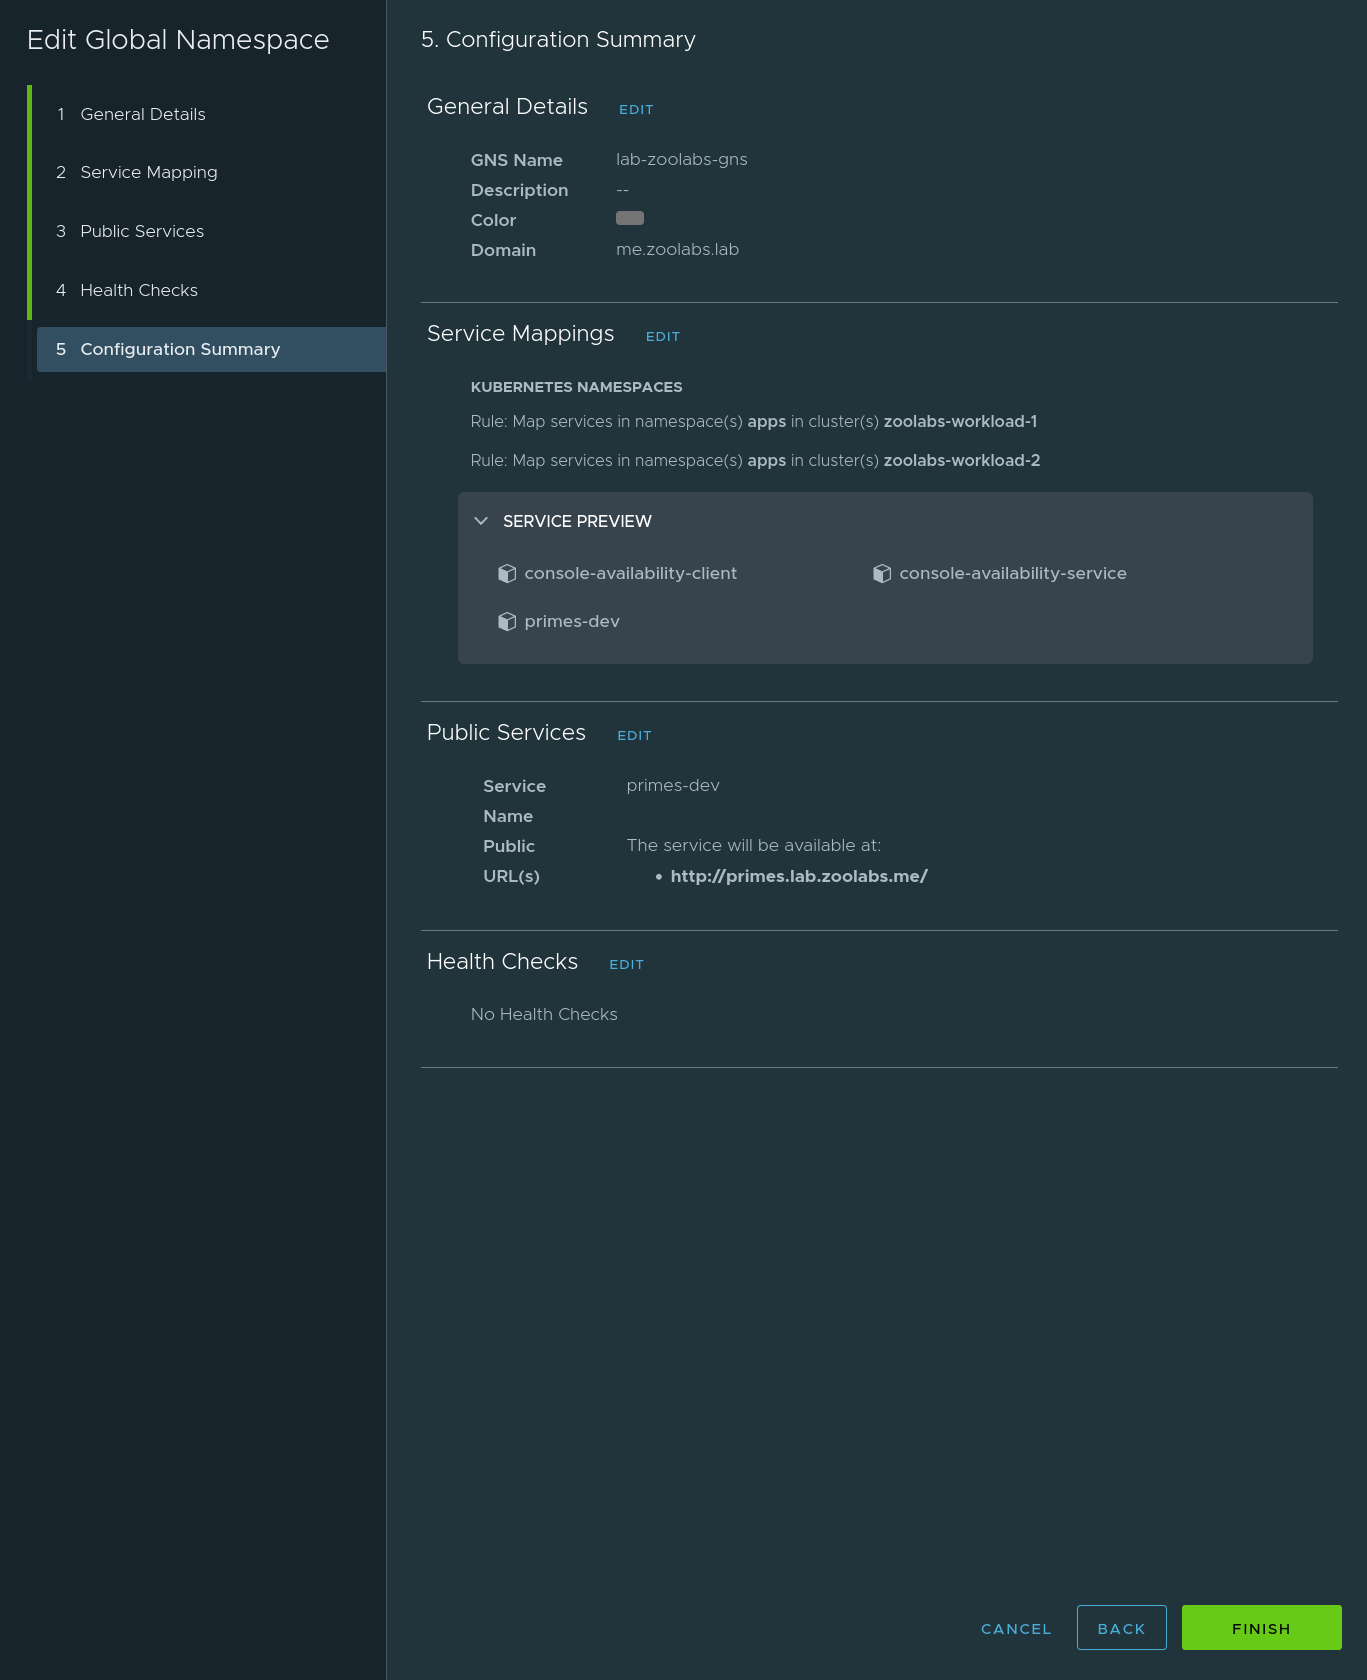 Edit Global Namespace
1 General Details
2 Service Mapping
3 Public Services
4 Health Checks
5 Configuration Summary
5. Configuration Summary
General Details EDIT
GNS Name lab-zoolabs-gns
Description --
Color
Domain me.zoolabs.lab
Service Mappings EDIT
KUBERNETES NAMESPACES
Rule: Map services in namespace(s) apps in cluster(s) zoolabs-workload-1
Rule: Map services in namespace(s) apps in cluster(s) zoolabs-workload-2
SERVICE PREVIEW
console-availability-client console-availability-service
primes-dev
Public Services EDIT
Service primes-dev
Name
Public The service will be available at:
URL(s) • http://primes.lab.zoolabs.me/
Health Checks EDIT
No Health Checks
CANCEL BACK FINISH